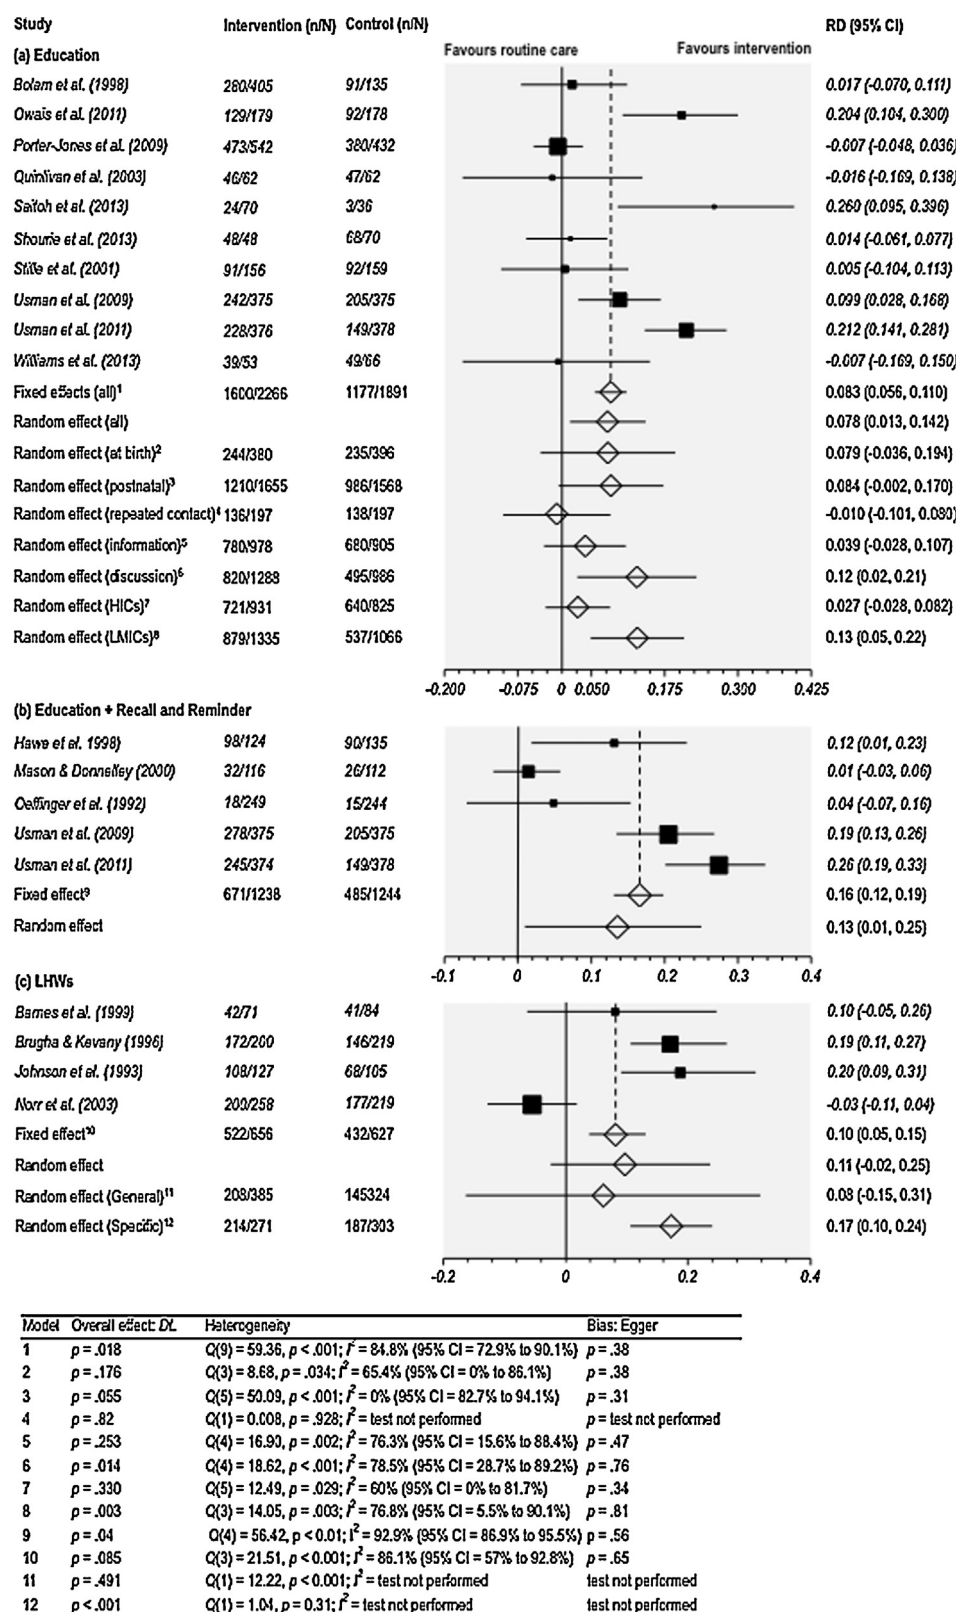 Study Intervention (n/N) Control (n/N) RD (95% CI)
Favours routine care Favours intervention
(a) Education
Bolam et al. (1998) 280/405 91/135 0.017 (-0.070, 0.111)
Owais et al. (2011) 129/179 92/178 0.204 (0.104, 0.300)
Porter-Jones et al. (2009) 473/542 380/432 -0.007 (-0.048, 0.036)
Quinlivan et al. (2003) 46/62 47/62 -0.016 (-0.169, 0.138)
Saitoh et al. (2013) 24/70 3/36 0.260 (0.095, 0.396)
Shourie et al. (2013) 48/48 68/70 0.014 (-0.061, 0.077)
Stille et al. (2001) 91/156 92/159 0.005 (-0.104, 0.113)
Usman et al. (2009) 242/375 205/375 0.099 (0.028, 0.168)
Usman et al. (2011) 228/376 149/378 0.212 (0.141, 0.281)
Williams et al. (2013) 39/53 49/66 -0.007 (-0.169, 0.150)
Fixed effects (all)¹ 1600/2266 1177/1891 0.083 (0.056, 0.110)
Random effect (all) 0.078 (0.013, 0.142)
Random effect (at birth)² 244/380 235/396 0.079 (-0.036, 0.194)
Random effect (postnatal)³ 1210/1655 986/1568 0.084 (-0.002, 0.170)
Random effect (repeated contact)⁴ 136/197 138/197 -0.010 (-0.101, 0.080)
Random effect (information)⁵ 780/978 680/905 0.039 (-0.028, 0.107)
Random effect (discussion)⁶ 820/1288 495/986 0.12 (0.02, 0.21)
Random effect (HICs)⁷ 721/931 640/825 0.027 (-0.028, 0.082)
Random effect (LMICs)⁸ 879/1335 537/1066 0.13 (0.05, 0.22)
-0.200 -0.075 0 0.050 0.175 0.300 0.425
(b) Education + Recall and Reminder
Hawe et al. 1998) 98/124 90/135 0.12 (0.01, 0.23)
Mason & Donnelley (2000) 32/116 26/112 0.01 (-0.03, 0.06)
Oeffinger et al. (1992) 18/249 15/244 0.04 (-0.07, 0.16)
Usman et al. (2009) 278/375 205/375 0.19 (0.13, 0.26)
Usman et al. (2011) 245/374 149/378 0.26 (0.19, 0.33)
Fixed effect⁹ 671/1238 485/1244 0.16 (0.12, 0.19)
Random effect 0.13 (0.01, 0.25)
-0.1 0 0.1 0.2 0.3 0.4
(c) LHWs
Barnes et al. (1999) 42/71 41/84 0.10 (-0.05, 0.26)
Brugha & Kevany (1996) 172/200 146/219 0.19 (0.11, 0.27)
Johnson et al. (1993) 108/127 68/105 0.20 (0.09, 0.31)
Norr et al. (2003) 200/258 177/219 -0.03 (-0.11, 0.04)
Fixed effect¹⁰ 522/656 432/627 0.10 (0.05, 0.15)
Random effect 0.11 (-0.02, 0.25)
Random effect (General)¹¹ 208/385 145324 0.08 (-0.15, 0.31)
Random effect (Specific)¹² 214/271 187/303 0.17 (0.10, 0.24)
-0.2 0 0.2 0.4
Model Overall effect: DL Heterogeneity Bias: Egger
1 p = .018 Q(9) = 59.36, p < .001; I² = 84.8% (95% CI = 72.9% to 90.1%) p = .38
2 p = .176 Q(3) = 8.68, p = .034; I² = 65.4% (95% CI = 0% to 86.1%) p = .38
3 p = .055 Q(5) = 50.09, p < .001; I² = 0% (95% CI = 82.7% to 94.1%) p = .31
4 p = .82 Q(1) = 0.008, p = .928; I² = test not performed p = test not performed
5 p = .253 Q(4) = 16.90, p = .002; I² = 76.3% (95% CI = 15.6% to 88.4%) p = .47
6 p = .014 Q(4) = 18.62, p < .001; I² = 78.5% (95% CI = 28.7% to 89.2%) p = .76
7 p = .330 Q(5) = 12.49, p = .029; I² = 60% (95% CI = 0% to 81.7%) p = .34
8 p = .003 Q(3) = 14.05, p = .003; I² = 76.8% (95% CI = 5.5% to 90.1%) p = .81
9 p = .04 Q(4) = 56.42, p < 0.01; I² = 92.9% (95% CI = 86.9% to 95.5%) p = .56
10 p = .085 Q(3) = 21.51, p < 0.001; I² = 86.1% (95% CI = 57% to 92.8%) p = .65
11 p = .491 Q(1) = 12.22, p < 0.001; I² = test not performed test not performed
12 p < .001 Q(1) = 1.04, p = 0.31; I² = test not performed test not performed